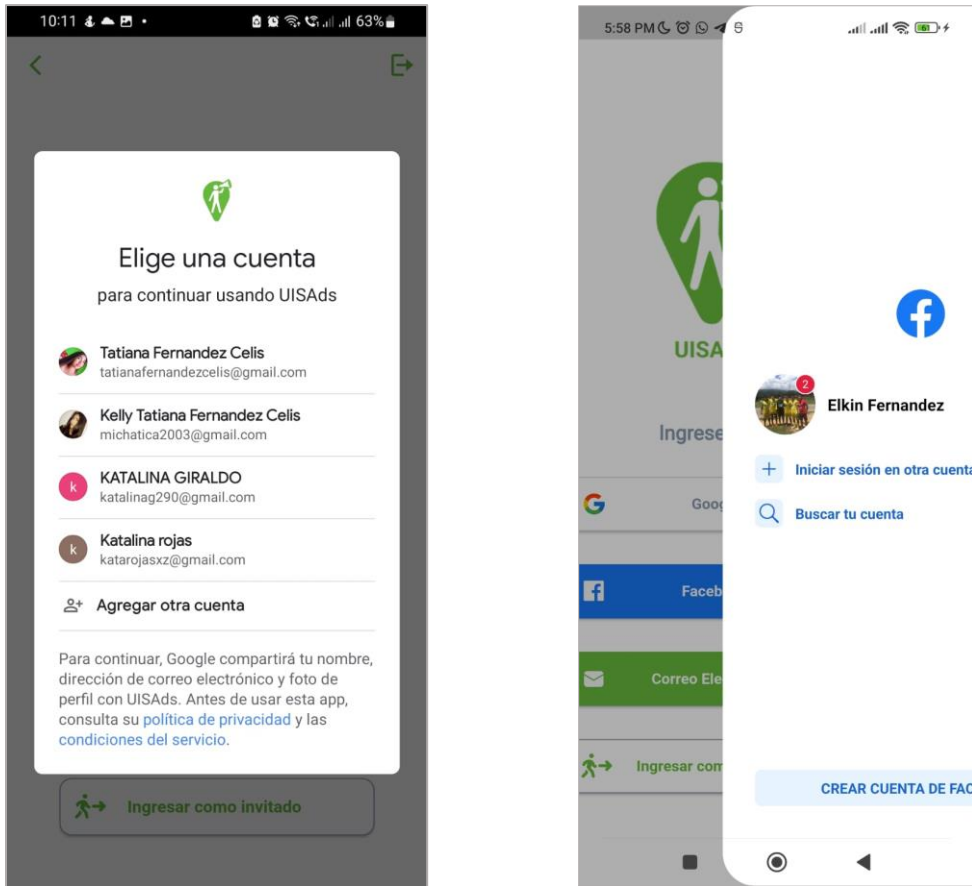 10:11
63%
Elige una cuenta
para continuar usando UISAds
Tatiana Fernandez Celis
tatianafernandezcelis@gmail.com
Kelly Tatiana Fernandez Celis
michatica2003@gmail.com
k
KATALINA GIRALDO
katalinag290@gmail.com
k
Katalina rojas
katarojasxz@gmail.com
Agregar otra cuenta
Para continuar, Google compartirá tu nombre,
dirección de correo electrónico y foto de
perfil con UISAds. Antes de usar esta app,
consulta su política de privacidad y las
condiciones del servicio.
Ingresar como invitado
5:58 PM
61
UISA
Ingrese
Goog
Faceb
Correo Ele
Ingresar com
2
Elkin Fernandez
Iniciar sesión en otra cuenta
Buscar tu cuenta
CREAR CUENTA DE FAC